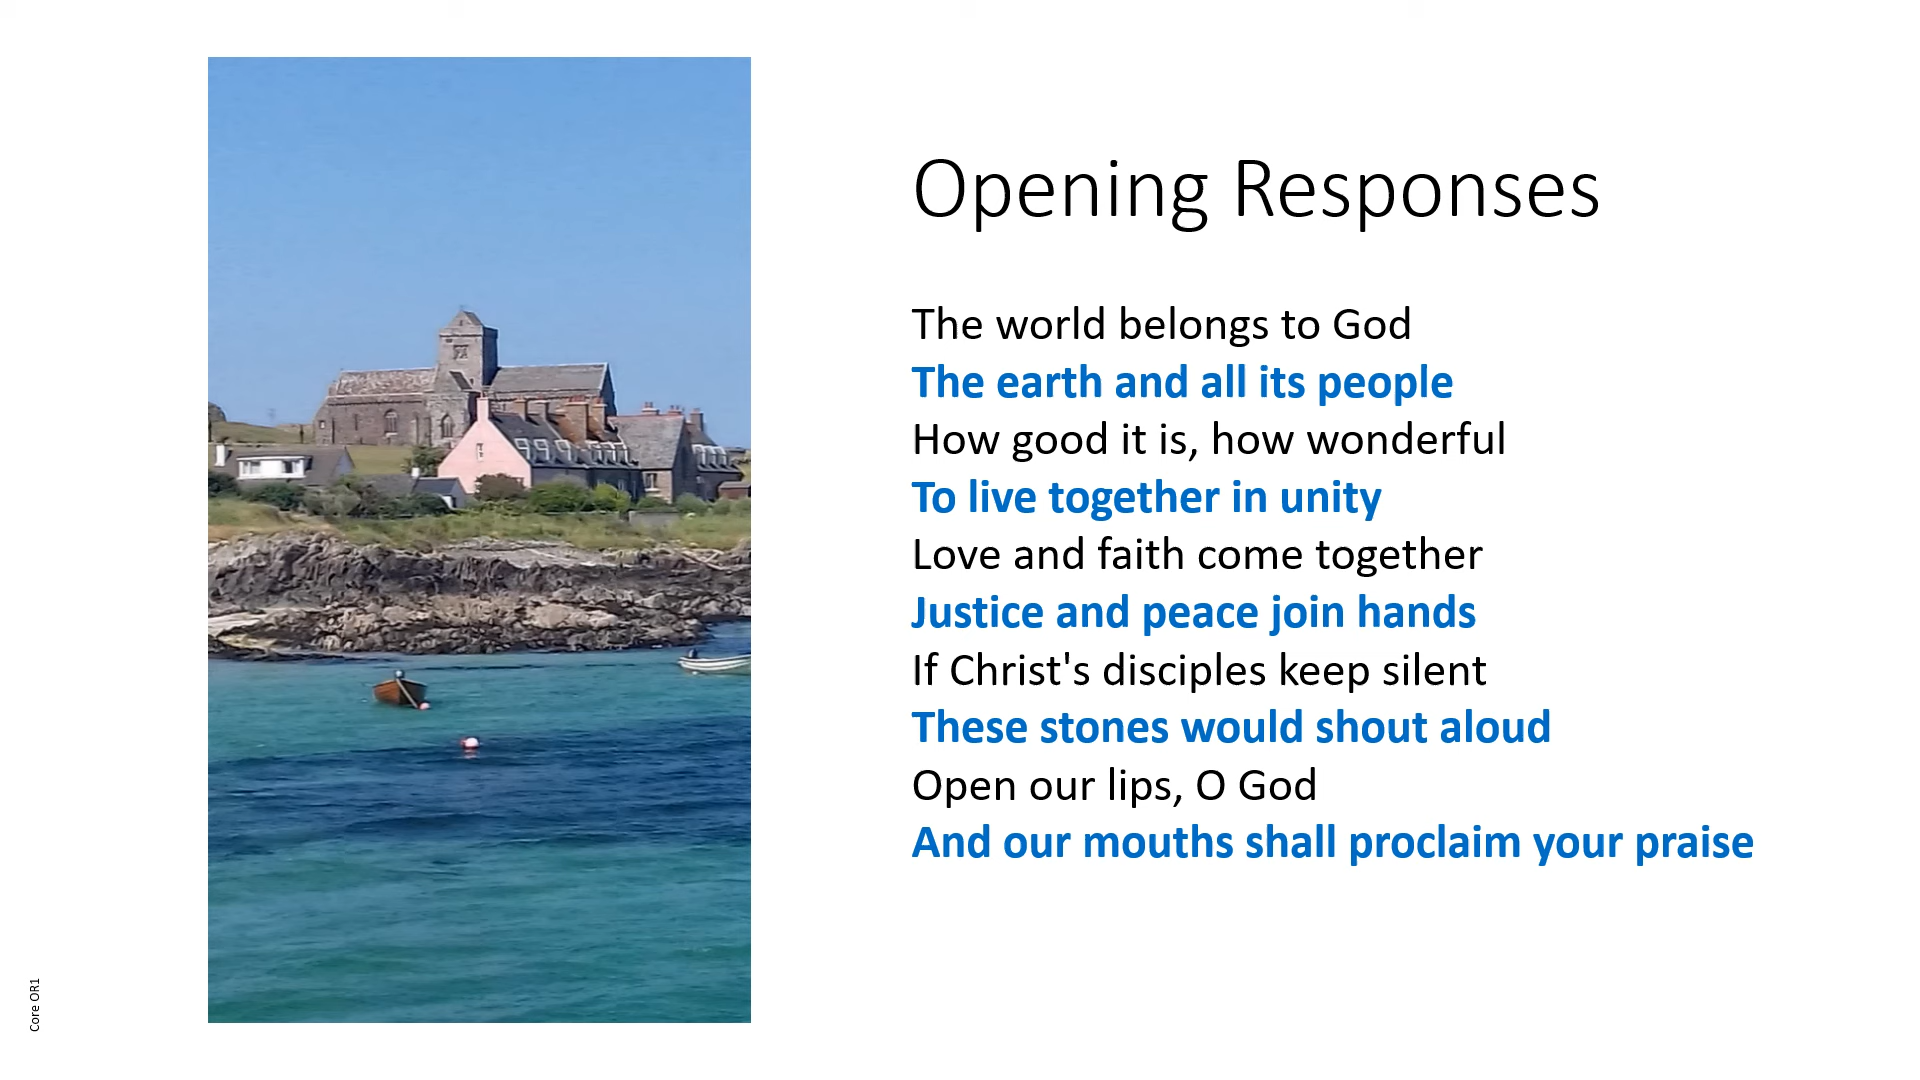 Opening Responses
The world belongs to God
The earth and all its people
How good it is, how wonderful
To live together in unity
Love and faith come together
Justice and peace join hands
If Christ's disciples keep silent
These stones would shout aloud
Open our lips, O God
And our mouths shall proclaim your praise
Core OR1